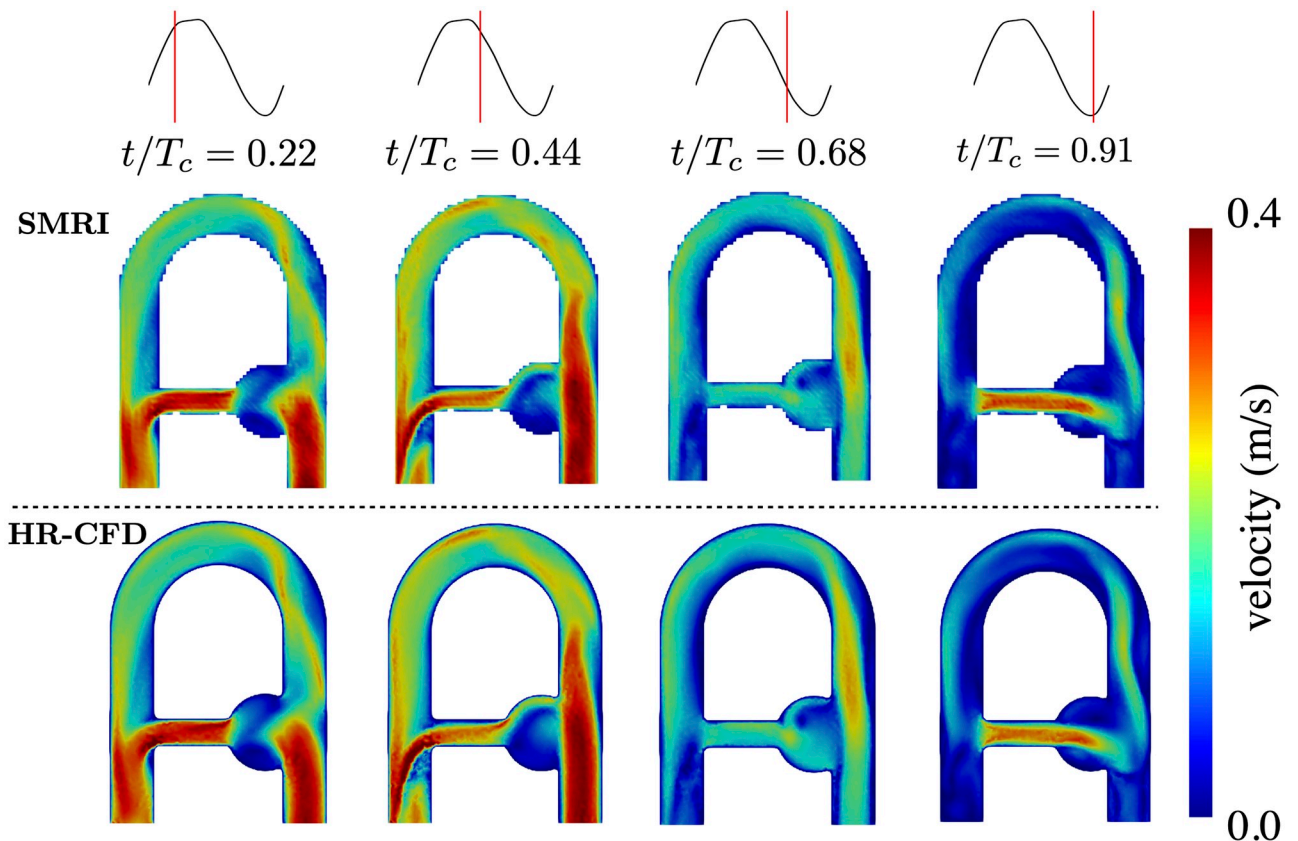 t/T_c = 0.22
t/T_c = 0.44
t/T_c = 0.68
t/T_c = 0.91
SMRI
HR-CFD
0.4
velocity (m/s)
0.0